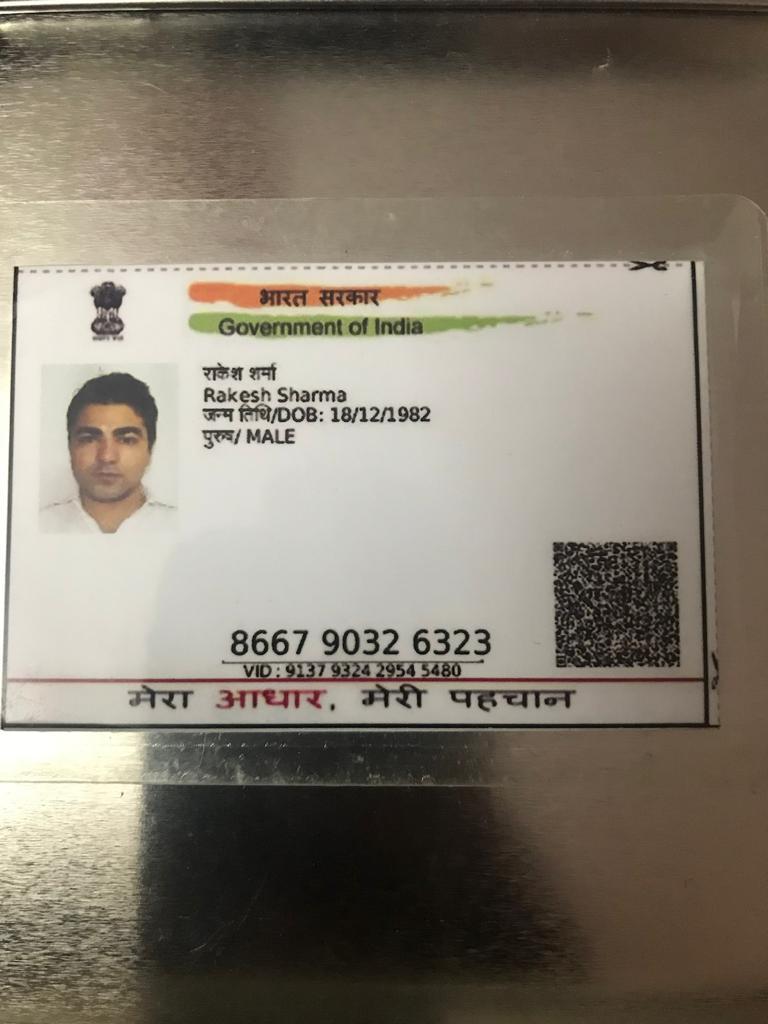 भारत सरकार
Government of India
राकेश शर्मा
Rakesh Sharma
जन्म तिथि/DOB: 18/12/1982
पुरुष/ MALE
8667 9032 6323
VID : 9137 9324 2954 5480
मेरा आधार, मेरी पहचान